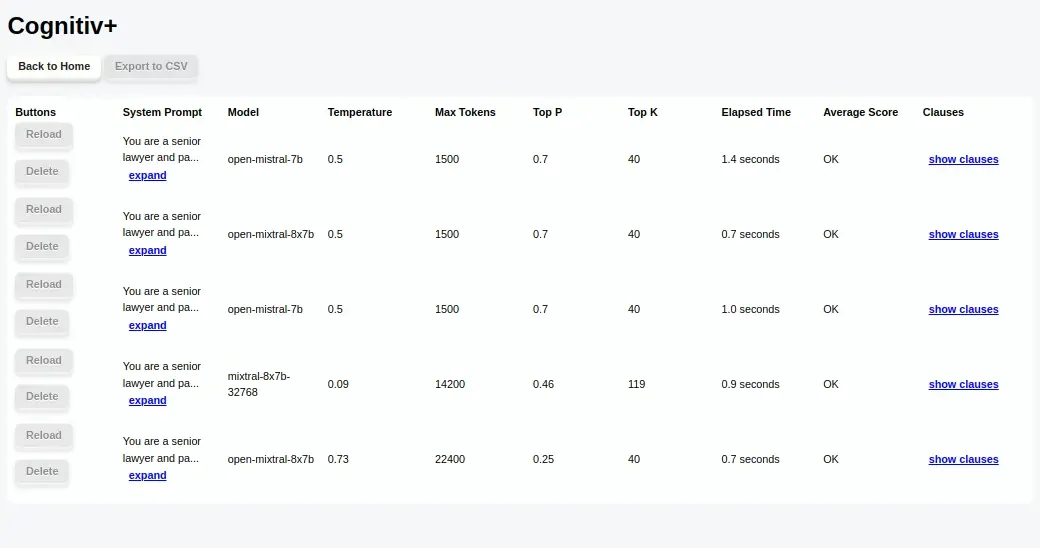 Cognitiv+
Back to Home Export to CSV
Buttons System Prompt Model Temperature Max Tokens Top P Top K Elapsed Time Average Score Clauses
Reload
Delete
You are a senior
lawyer and pa...
expand
open-mistral-7b 0.5 1500 0.7 40 1.4 seconds OK show clauses
Reload
Delete
You are a senior
lawyer and pa...
expand
open-mixtral-8x7b 0.5 1500 0.7 40 0.7 seconds OK show clauses
Reload
Delete
You are a senior
lawyer and pa...
expand
open-mistral-7b 0.5 1500 0.7 40 1.0 seconds OK show clauses
Reload
Delete
You are a senior
lawyer and pa...
expand
mixtral-8x7b-
32768
0.09 14200 0.46 119 0.9 seconds OK show clauses
Reload
Delete
You are a senior
lawyer and pa...
expand
open-mixtral-8x7b 0.73 22400 0.25 40 0.7 seconds OK show clauses